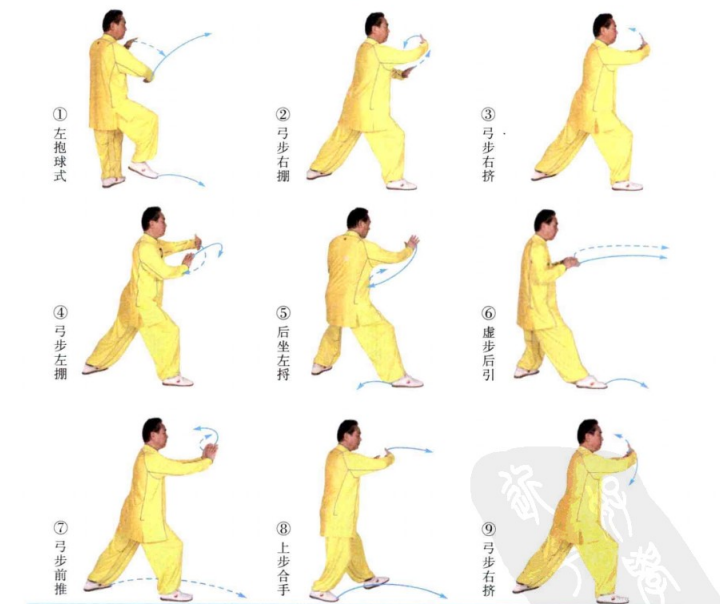 ① 左抱球式
② 弓步右掤
③ 弓步右挤
④ 弓步左掤
⑤ 后坐左捋
⑥ 虚步后引
⑦ 弓步前推
⑧ 上步合手
⑨ 弓步右挤